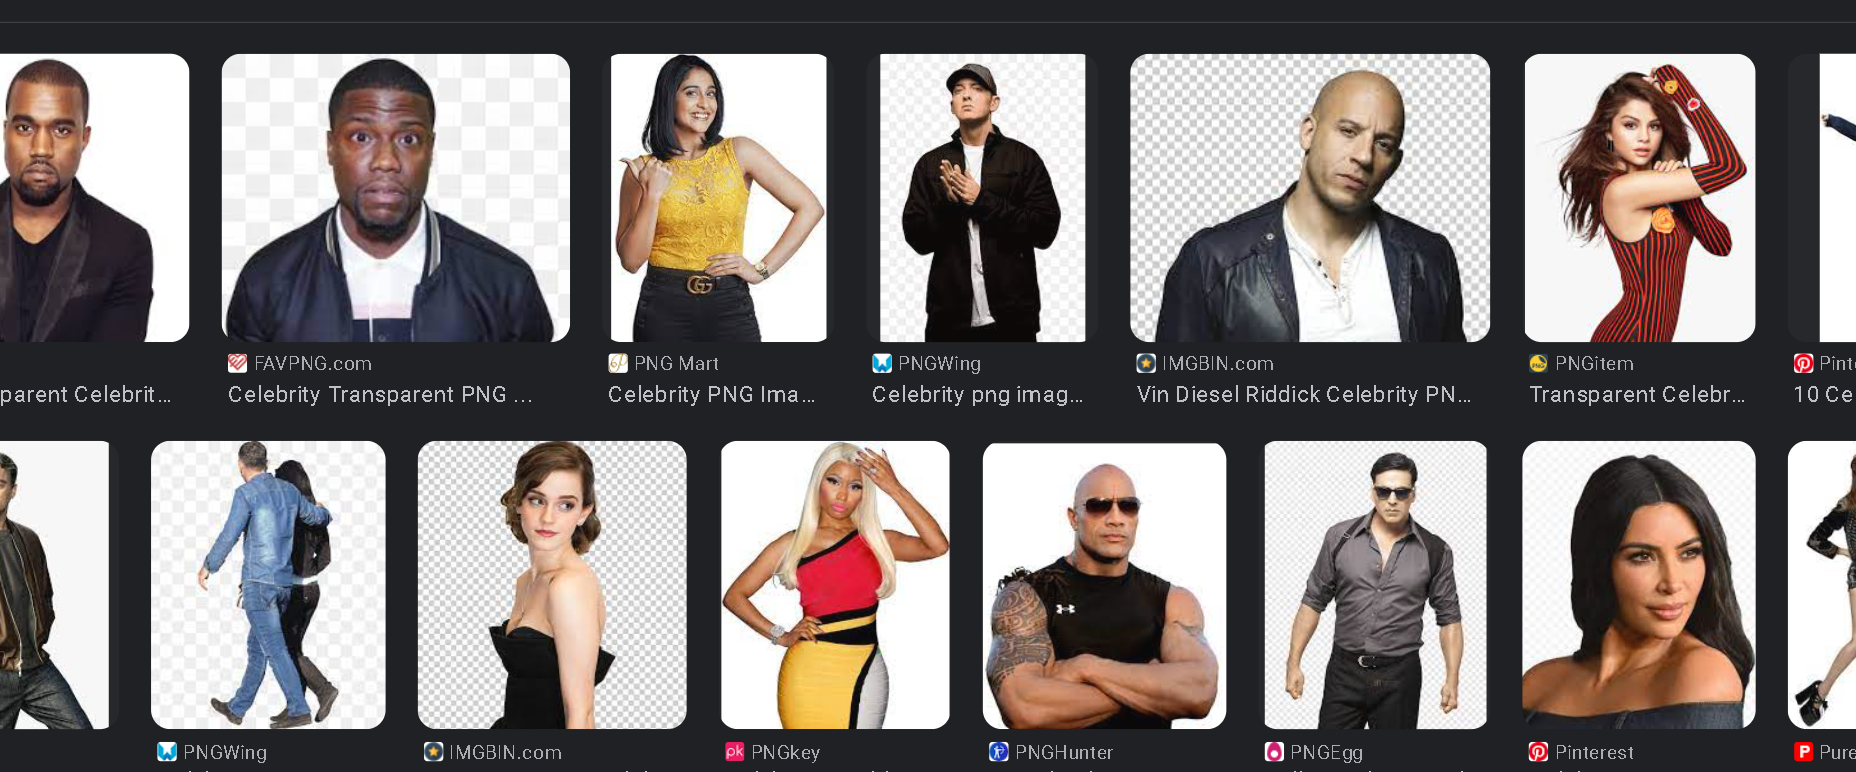 FAVPNG.com
PNG Mart
PNGWing
IMGBIN.com
PNGitem
Pint
parent Celebrit...
Celebrity Transparent PNG ...
Celebrity PNG Ima...
Celebrity png imag...
Vin Diesel Riddick Celebrity PN...
Transparent Celebr...
10 Ce
PNGWing
IMGBIN.com
pk PNGkey
PNGHunter
PNGEgg
Pinterest
P Pure